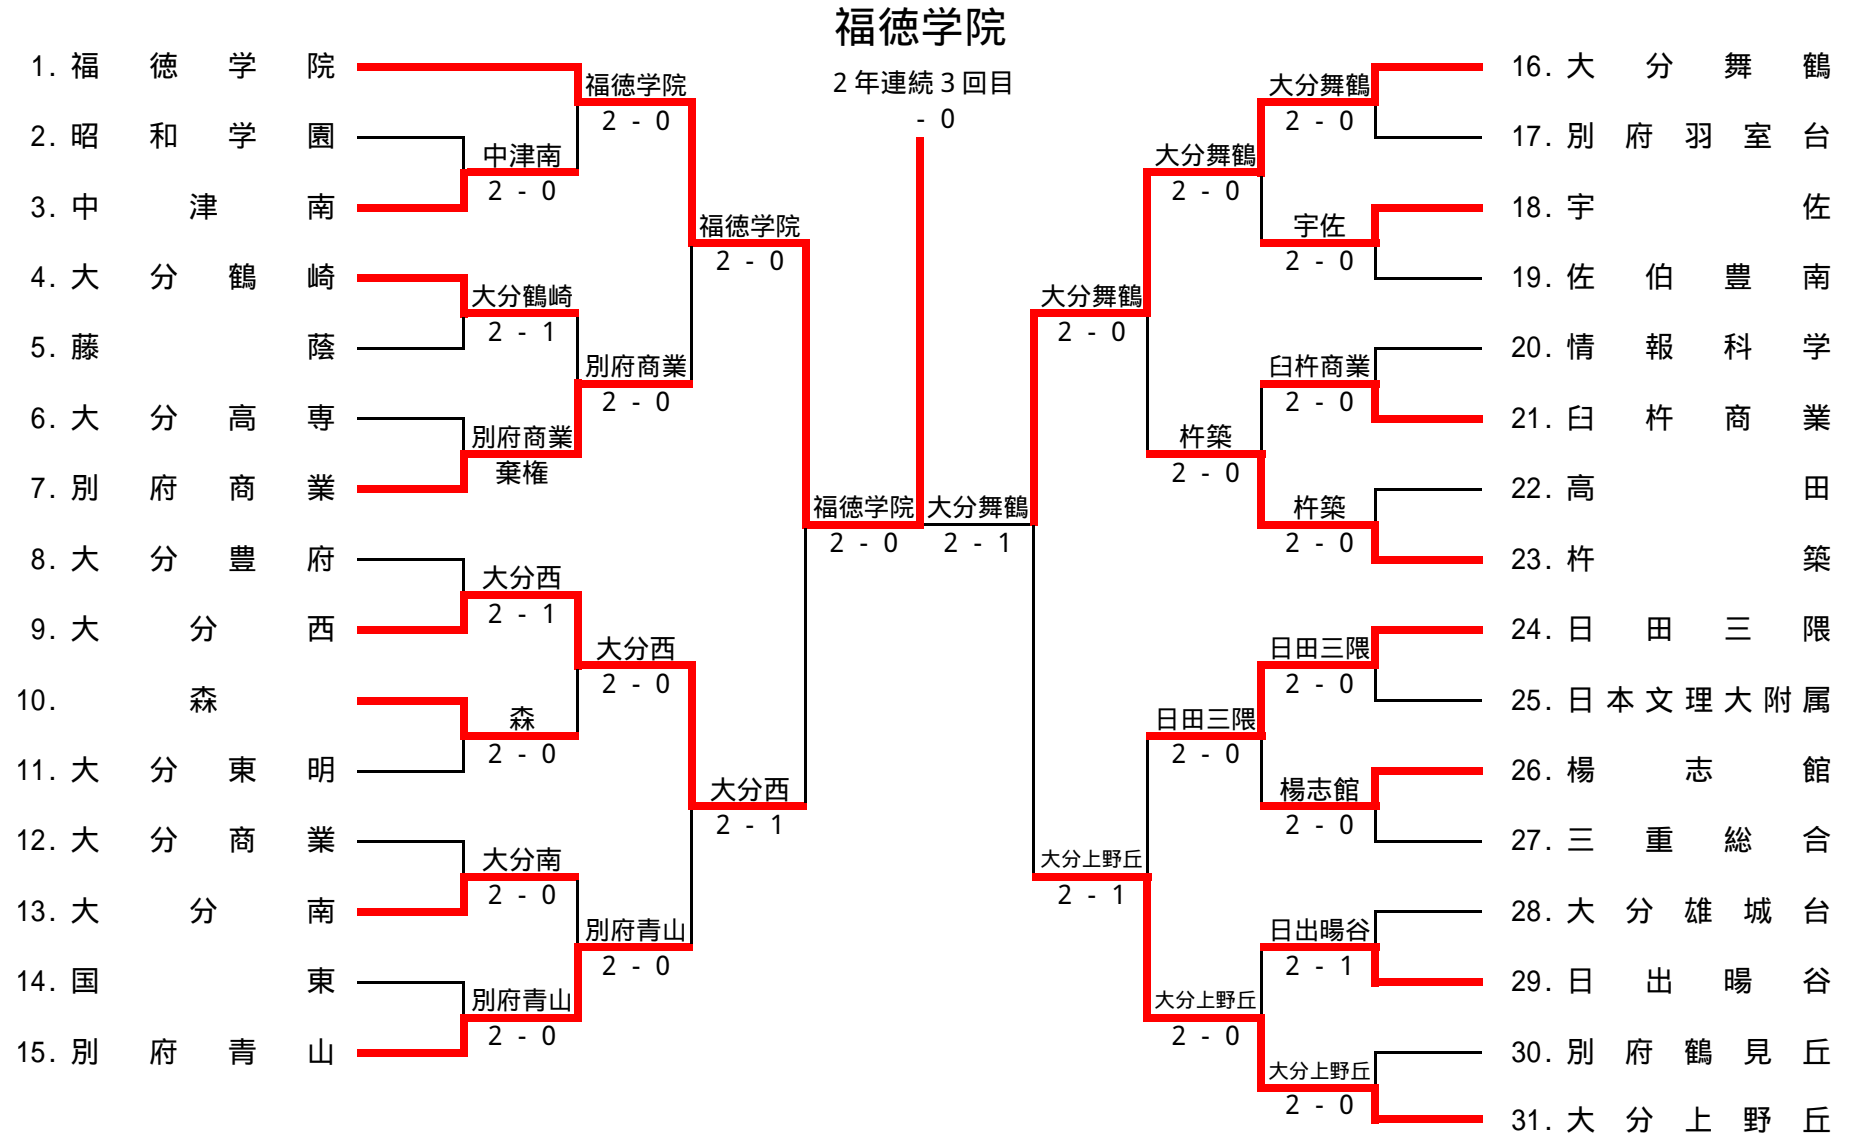 福徳学院
2年連続3回目
- 0
1. 福徳学院
2. 昭和学園
3. 中津南
4. 大分鶴崎
5. 藤蔭
6. 大分高専
7. 別府商業
8. 大分豊府
9. 大分西
10. 森
11. 大分東明
12. 大分商業
13. 大分南
14. 国東
15. 別府青山
中津南
2 - 0
大分鶴崎
2 - 1
別府商業
棄権
大分西
2 - 1
森
2 - 0
大分南
2 - 0
別府青山
2 - 0
福徳学院
2 - 0
別府商業
2 - 0
大分西
2 - 0
別府青山
2 - 0
福徳学院
2 - 0
大分西
2 - 1
福徳学院
2 - 0
大分舞鶴
2 - 1
大分舞鶴
2 - 0
大分上野丘
2 - 1
大分舞鶴
2 - 0
杵築
2 - 0
日田三隈
2 - 0
大分上野丘
2 - 0
大分舞鶴
2 - 0
宇佐
2 - 0
臼杵商業
2 - 0
杵築
2 - 0
日田三隈
2 - 0
楊志館
2 - 0
日出暘谷
2 - 1
大分上野丘
2 - 0
16. 大分舞鶴
17. 別府羽室台
18. 宇佐
19. 佐伯豊南
20. 情報科学
21. 臼杵商業
22. 高田
23. 杵築
24. 日田三隈
25. 日本文理大附属
26. 楊志館
27. 三重総合
28. 大分雄城台
29. 日出暘谷
30. 別府鶴見丘
31. 大分上野丘